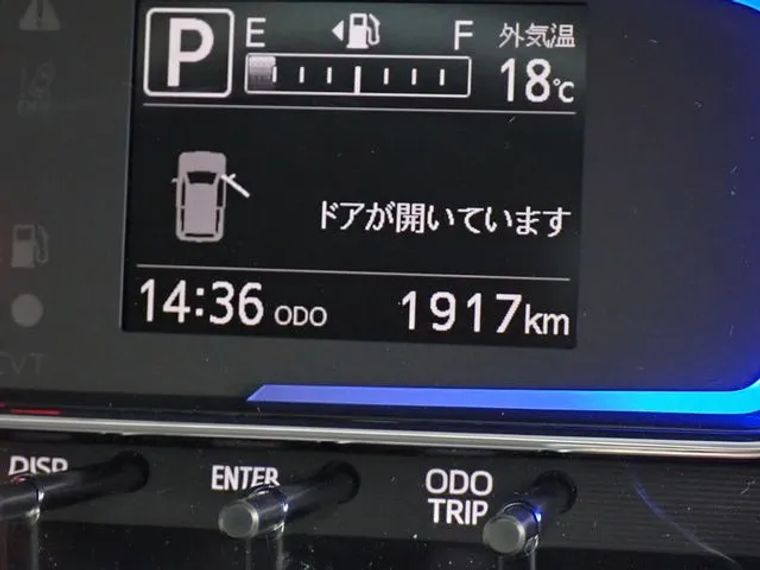 P
E F 外気温
18℃
ドアが開いています
14:36 ODO 1917km
CVT
DISP ENTER ODO
TRIP